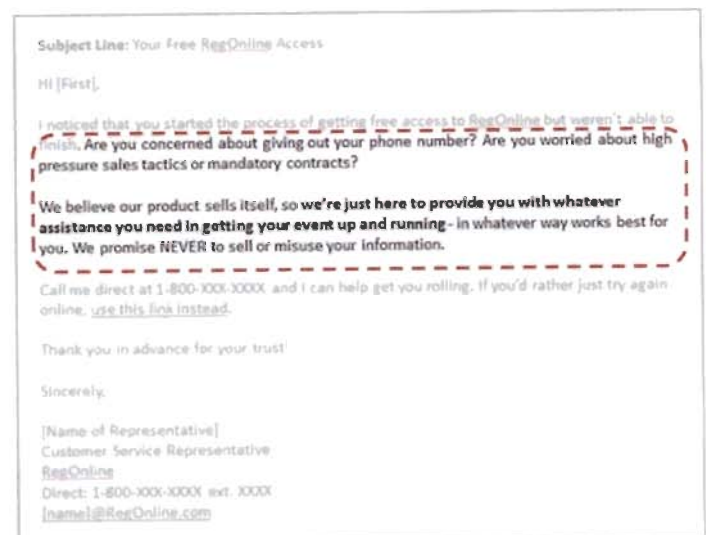 Subject Line: Your Free RegOnline Access
Hi [First],
I noticed that you started the process of getting free access to RegOnline but weren't able to
finish. Are you concerned about giving out your phone number? Are you worried about high
pressure sales tactics or mandatory contracts?
We believe our product sells itself, so we're just here to provide you with whatever
assistance you need in getting your event up and running - in whatever way works best for
you. We promise NEVER to sell or misuse your information.
Call me direct at 1-800-XXX-XXXX and I can help get you rolling. If you'd rather just try again
online, use this link instead.
Thank you in advance for your trust
Sincerely,
[Name of Representative]
Customer Service Representative
RegOnline
Direct: 1-800-XXX-XXXX ext. XXXX
[name]@RegOnline.com